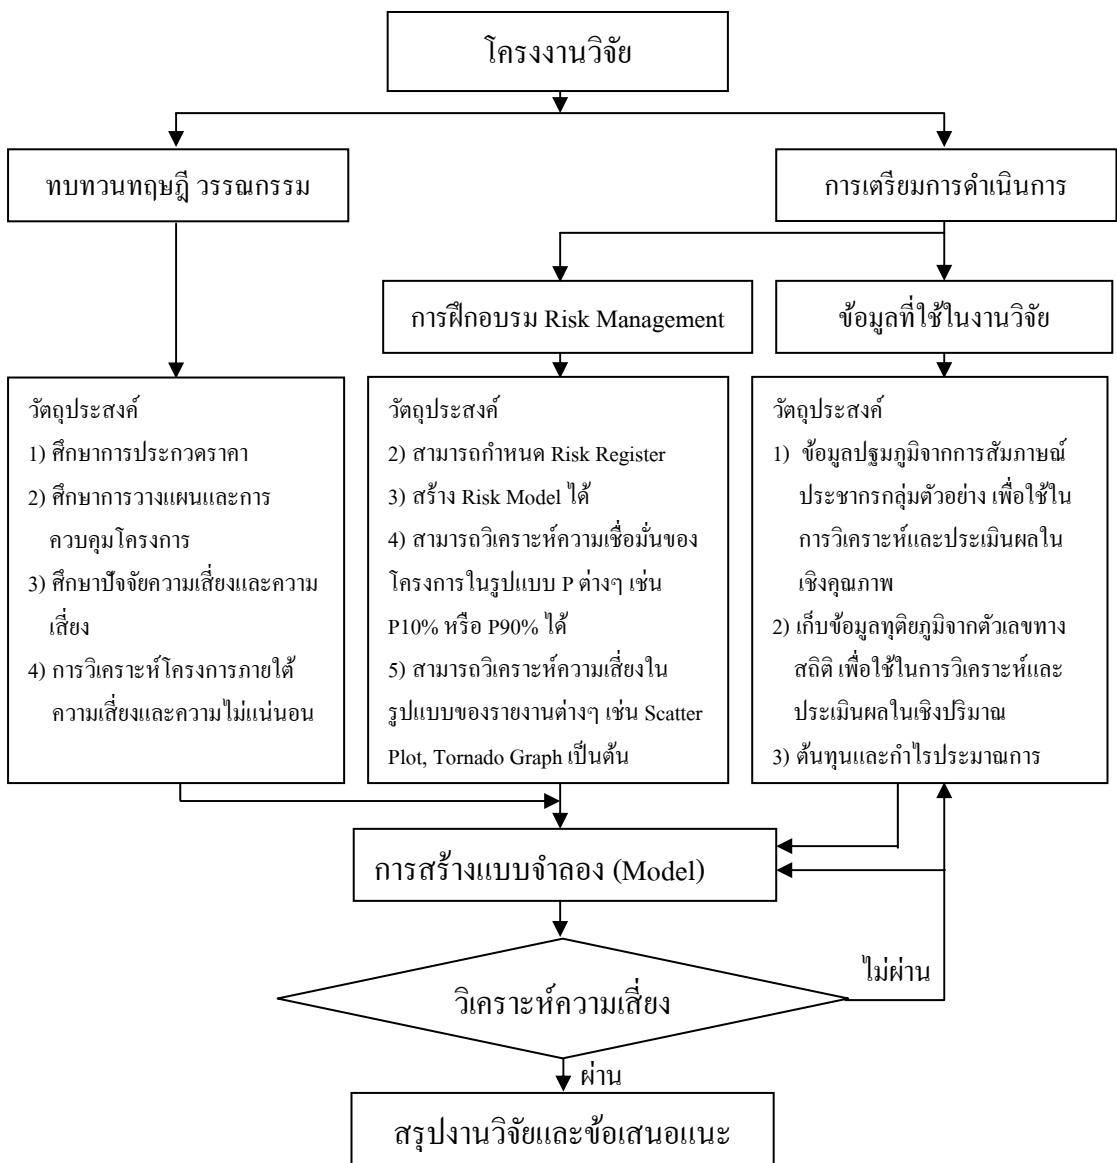 โครงงานวิจัย
ทบทวนทฤษฎี วรรณกรรม
การเตรียมการดำเนินการ
การฝึกอบรม Risk Management
ข้อมูลที่ใช้ในงานวิจัย
วัตถุประสงค์
1) ศึกษาการประกวดราคา
2) ศึกษาการวางแผนและการ
ควบคุมโครงการ
3) ศึกษาปัจจัยความเสี่ยงและความ
เสี่ยง
4) การวิเคราะห์โครงการภายใต้
ความเสี่ยงและความไม่แน่นอน
วัตถุประสงค์
2) สามารถกำหนด Risk Register
3) สร้าง Risk Model ได้
4) สามารถวิเคราะห์ความเชื่อมั่นของ
โครงการในรูปแบบ P ต่างๆ เช่น
P10% หรือ P90% ได้
5) สามารถวิเคราะห์ความเสี่ยงใน
รูปแบบของรายงานต่างๆ เช่น Scatter
Plot, Tornado Graph เป็นต้น
วัตถุประสงค์
1) ข้อมูลปฐมภูมิจากการสัมภาษณ์
ประชากรกลุ่มตัวอย่าง เพื่อใช้ใน
การวิเคราะห์และประเมินผลใน
เชิงคุณภาพ
2) เก็บข้อมูลทุติยภูมิจากตัวเลขทาง
สถิติ เพื่อใช้ในการวิเคราะห์และ
ประเมินผลในเชิงปริมาณ
3) ต้นทุนและกำไรประมาณการ
การสร้างแบบจำลอง (Model)
วิเคราะห์ความเสี่ยง
ไม่ผ่าน
ผ่าน
สรุปงานวิจัยและข้อเสนอแนะ